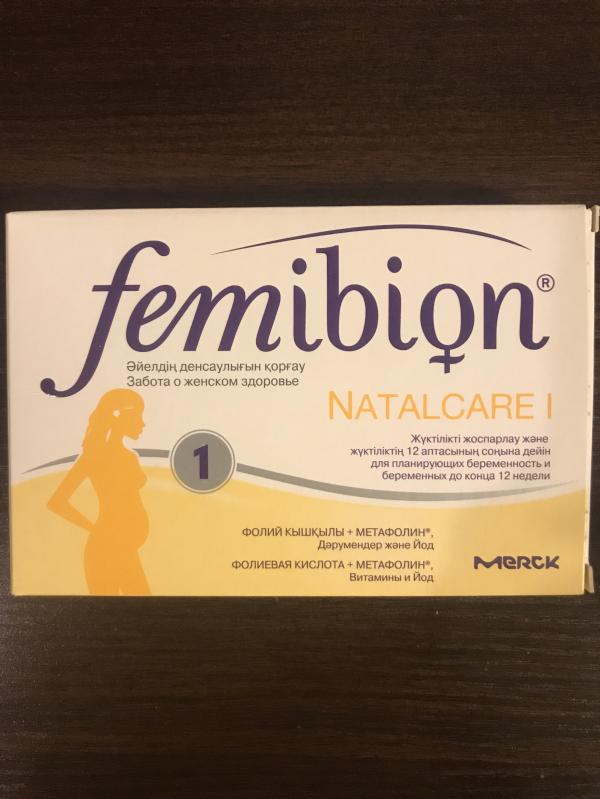 femibion®
Әйелдің денсаулығын қорғау
Забота о женском здоровье
NATALCARE I
Жүктілікті жоспарлау және
жүктіліктің 12 аптасының соңына дейін
для планирующих беременность и
беременных до конца 12 недели
1
ФОЛИЙ КЫШҚЫЛЫ + МЕТАФОЛИН®,
Дәрумендер және Йод
ФОЛИЕВАЯ КИСЛОТА + МЕТАФОЛИН®,
Витамины и Йод
MERCK